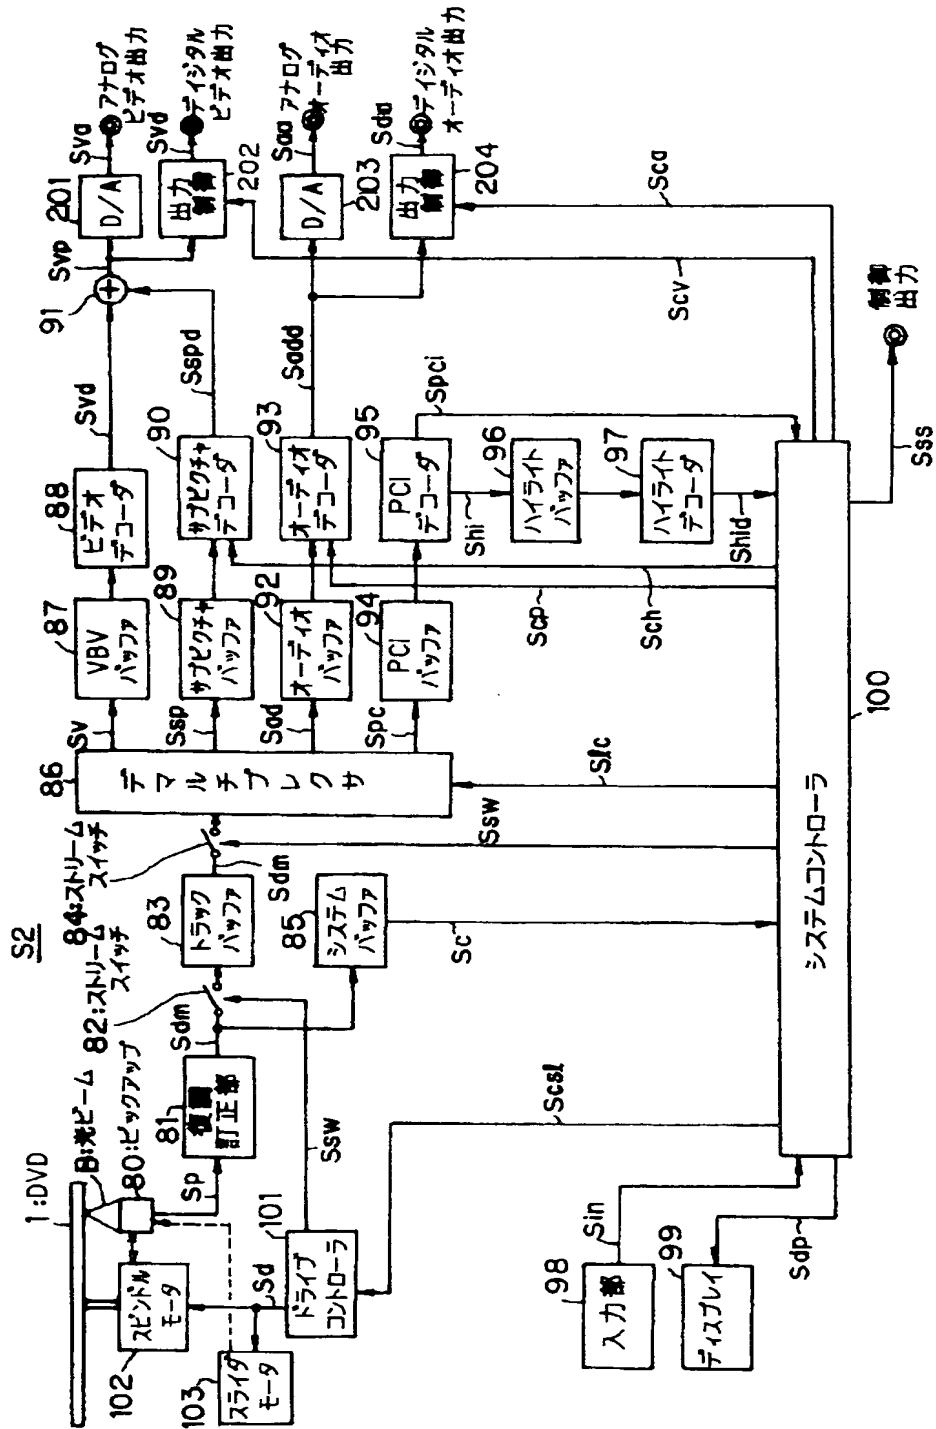 S2
1:DVD
B:光ビーム
80:ピックアップ
102
スピンドル
モータ
103
スライダ
モータ
Sd
101
ドライブ
コントローラ
Sp
81
復調
訂正部
Ssw
Sdm
82:ストリーム
スイッチ
83
トラック
バッファ
84:ストリーム
スイッチ
Sdm
85
システム
バッファ
Sc
Ssw
Slc
Scsl
86
デマルチプレクサ
Sv
Ssp
Sad
Spc
87
VBV
バッファ
89
サブピクチャ
バッファ
92
オーディオ
バッファ
94
PCI
バッファ
88
ビデオ
デコーダ
90
サブピクチャ
デコーダ
93
オーディオ
デコーダ
95
PCI
デコーダ
Scp
Sch
Shi
96
ハイライト
バッファ
97
ハイライト
デコーダ
Shid
Spci
Svd
Sspd
Sadd
91
Svp
201
D/A
Sva
アナログ
ビデオ出力
出力
制御
202
Svd
ディジタル
ビデオ出力
D/A
203
Saa
アナログ
オーディオ
出力
出力
制御
204
Sda
ディジタル
オーディオ出力
Scv
Sca
98
入力部
Sin
99
ディスプレイ
Sdp
システムコントローラ
100
Sss
制御
出力